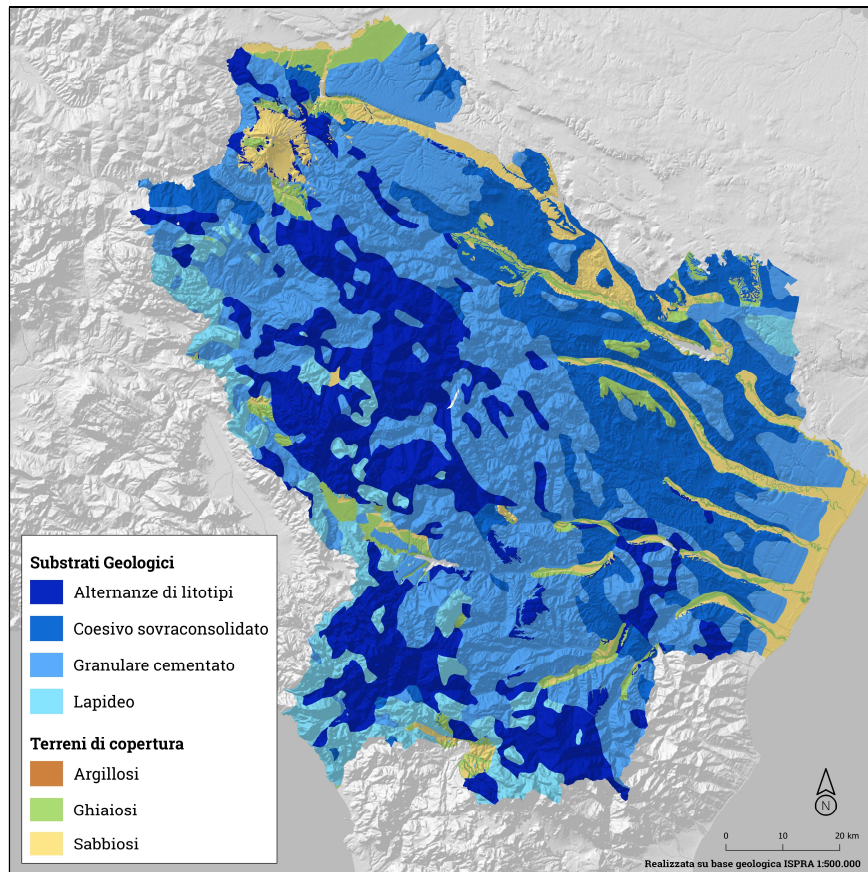 Substrati Geologici
Alternanze di litotipi
Coesivo sovraconsolidato
Granulare cementato
Lapideo
Terreni di copertura
Argillosi
Ghiaiosi
Sabbiosi
N
0 10 20 km
Realizzata su base geologica ISPRA 1:500.000